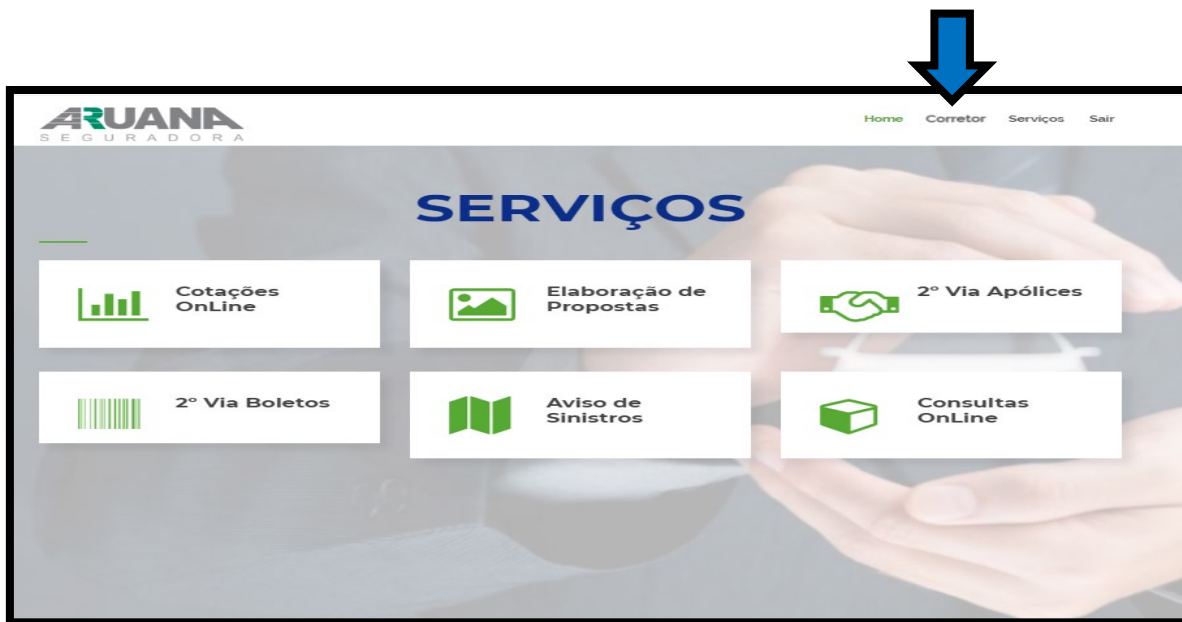 ARUANA
SEGURADORA
Home Corretor Serviços Sair
SERVIÇOS
Cotações
OnLine
Elaboração de
Propostas
2º Via Apólices
2º Via Boletos
Aviso de
Sinistros
Consultas
OnLine